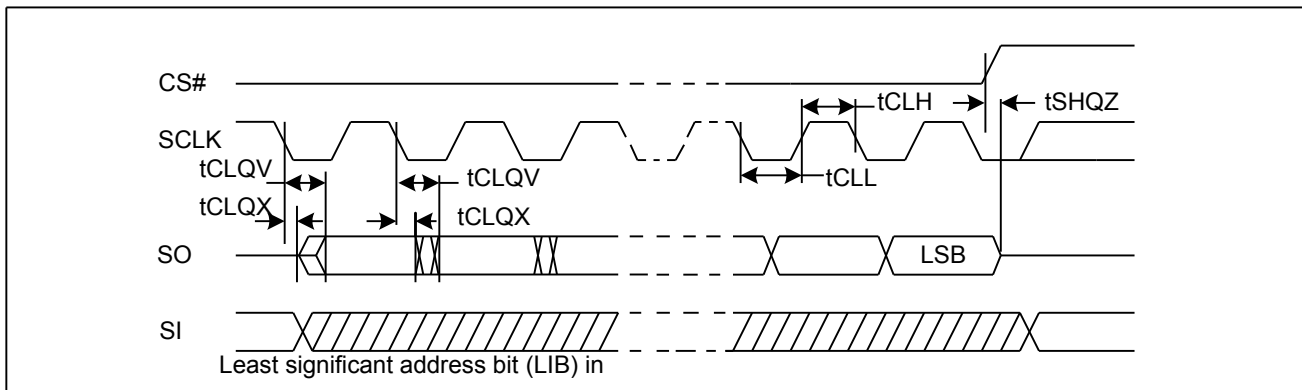 CS#
tCLH
tSHQZ
SCLK
tCLQV
tCLQV
tCLL
tCLQX
tCLQX
SO
LSB
SI
Least significant address bit (LIB) in